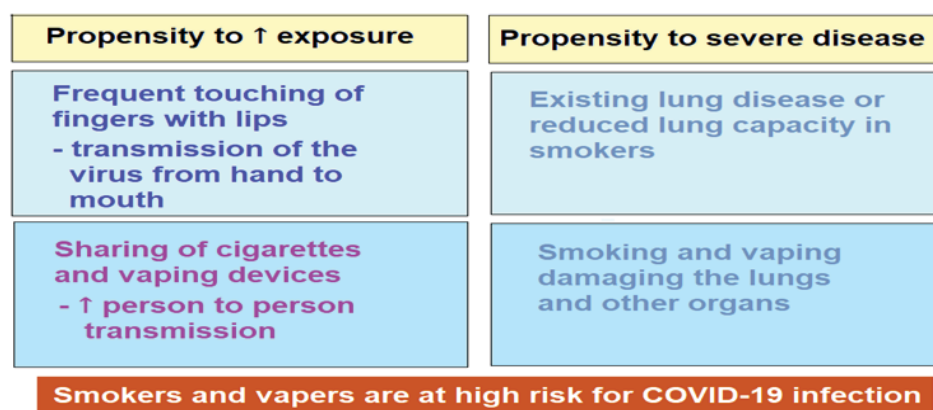 Propensity to ↑ exposure
Frequent touching of
fingers with lips
- transmission of the
virus from hand to
mouth
Sharing of cigarettes
and vaping devices
- ↑ person to person
transmission
Propensity to severe disease
Existing lung disease or
reduced lung capacity in
smokers
Smoking and vaping
damaging the lungs
and other organs
Smokers and vapers are at high risk for COVID-19 infection